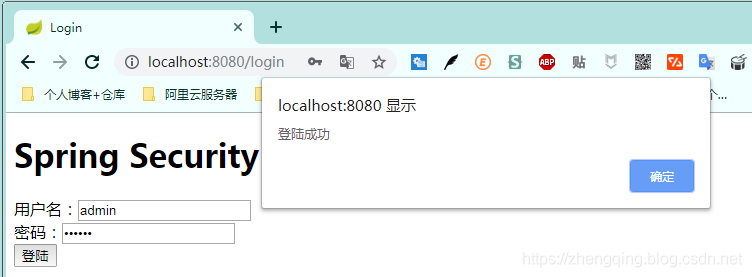 Login
localhost:8080/login
ABP
贴
个人博客+仓库
阿里云服务器
个...
localhost:8080 显示
登陆成功
确定
Spring Security
用户名：admin
密码：••••••
登陆
https://zhengqing.blog.csdn.net